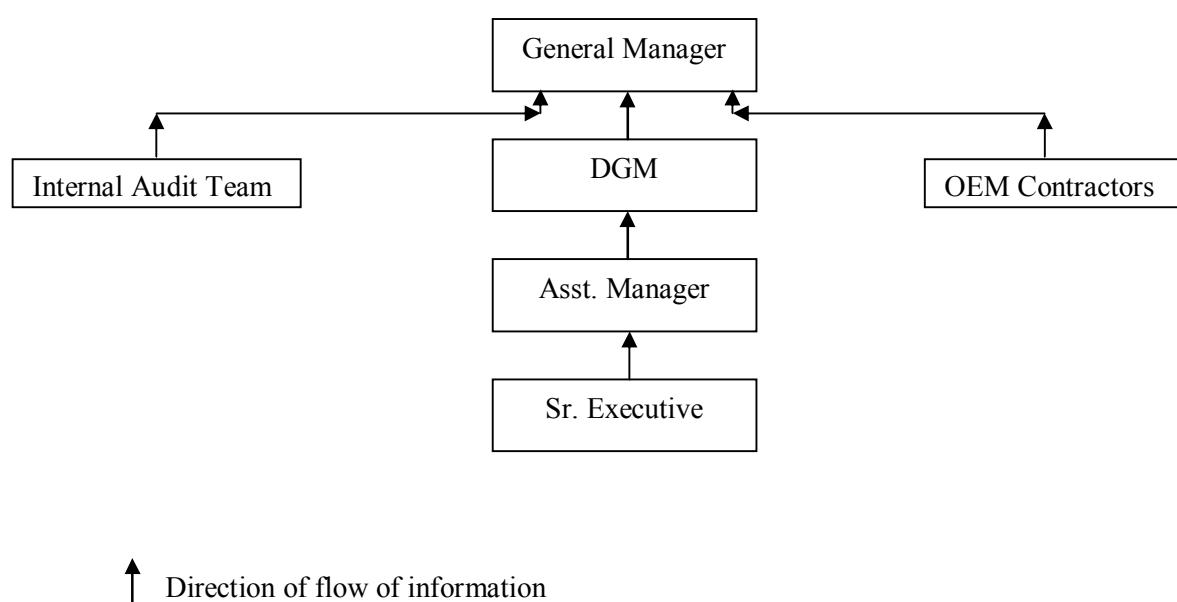 General Manager
Internal Audit Team
DGM
OEM Contractors
Asst. Manager
Sr. Executive
Direction of flow of information